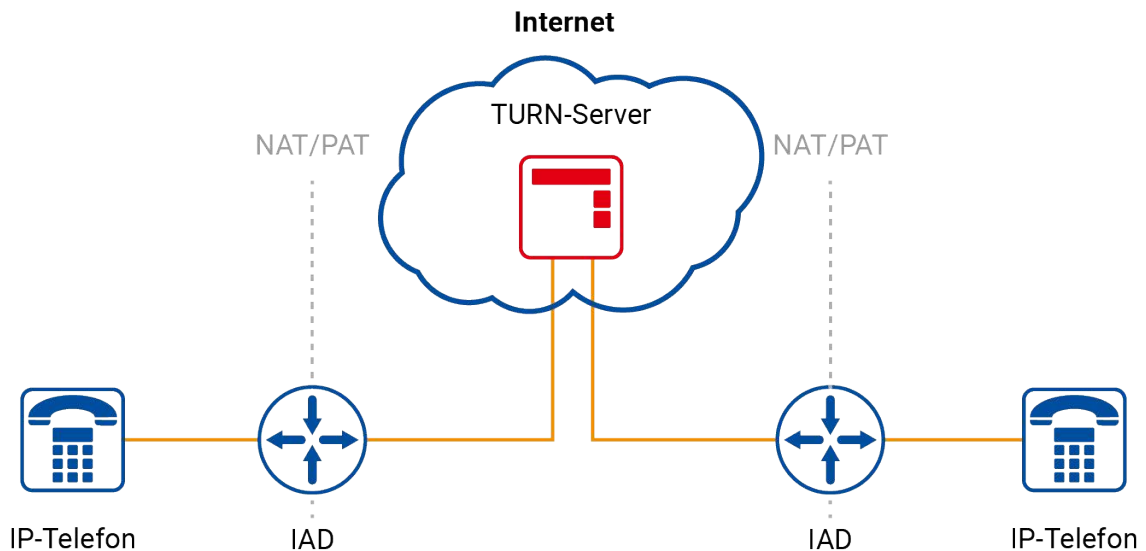 Internet
TURN-Server
NAT/PAT
NAT/PAT
IP-Telefon
IAD
IAD
IP-Telefon